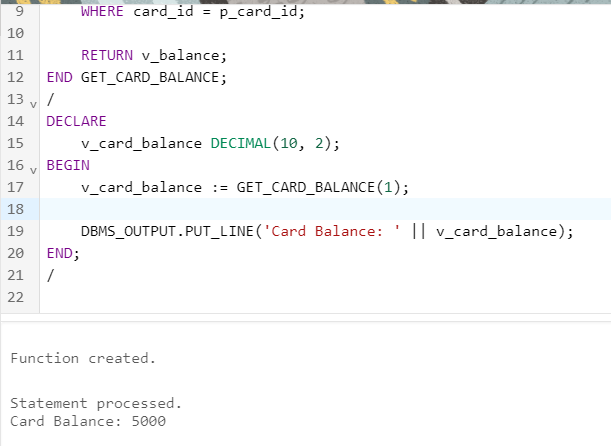 9 WHERE card_id = p_card_id;
10
11 RETURN v_balance;
12 END GET_CARD_BALANCE;
13 v /
14 DECLARE
15 v_card_balance DECIMAL(10, 2);
16 v BEGIN
17 v_card_balance := GET_CARD_BALANCE(1);
18
19 DBMS_OUTPUT.PUT_LINE('Card Balance: ' || v_card_balance);
20 END;
21 /
22
Function created.
Statement processed.
Card Balance: 5000